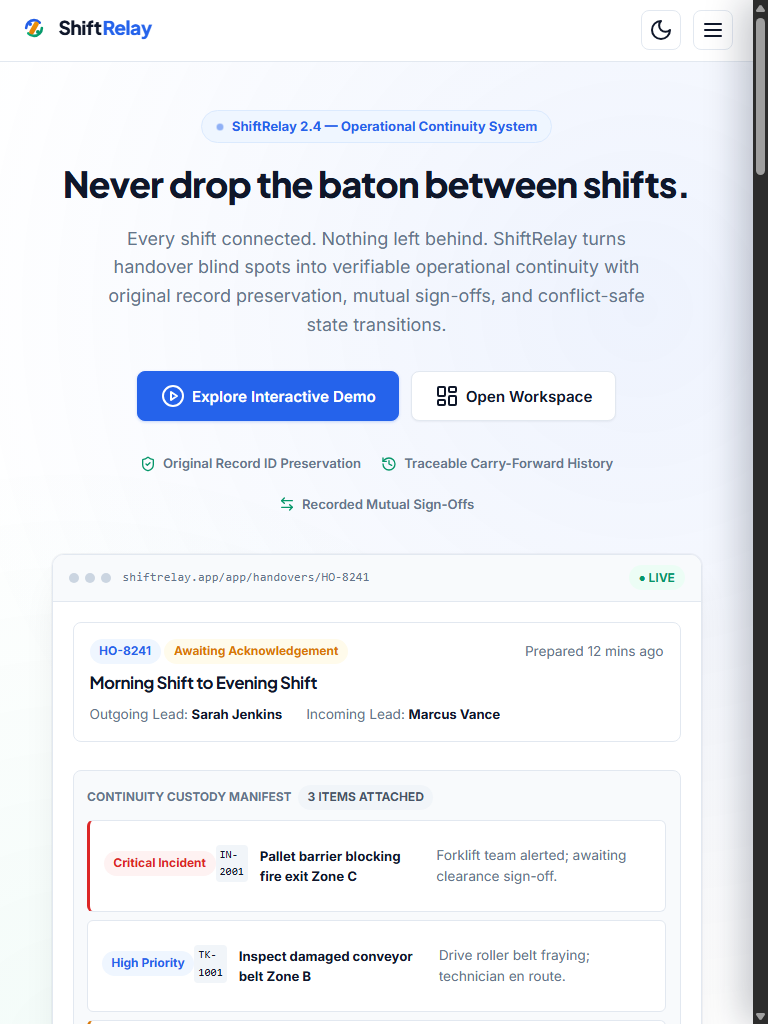 ShiftRelay
ShiftRelay 2.4 — Operational Continuity System
Never drop the baton between shifts.
Every shift connected. Nothing left behind. ShiftRelay turns
handover blind spots into verifiable operational continuity with
original record preservation, mutual sign-offs, and conflict-safe
state transitions.
Explore Interactive Demo
Open Workspace
Original Record ID Preservation
Traceable Carry-Forward History
Recorded Mutual Sign-Offs
shiftrelay.app/app/handovers/HO-8241
● LIVE
HO-8241
Awaiting Acknowledgement
Prepared 12 mins ago
Morning Shift to Evening Shift
Outgoing Lead: Sarah Jenkins
Incoming Lead: Marcus Vance
CONTINUITY CUSTODY MANIFEST
3 ITEMS ATTACHED
Critical Incident
IN-
2001
Pallet barrier blocking
fire exit Zone C
Forklift team alerted; awaiting
clearance sign-off.
High Priority
TK-
1001
Inspect damaged conveyor
belt Zone B
Drive roller belt fraying;
technician en route.